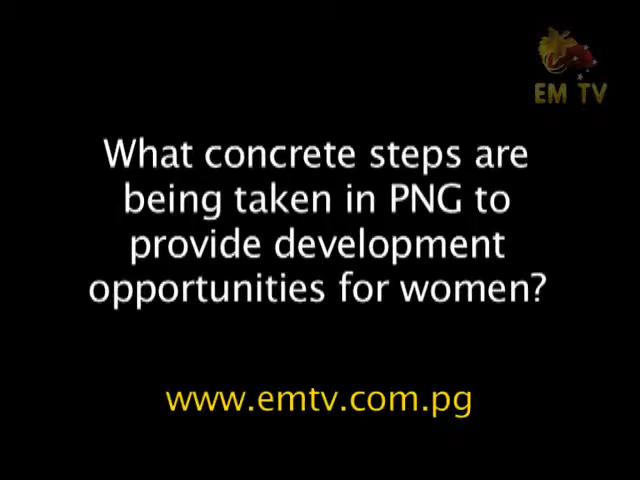 EM TV
What concrete steps are
being taken in PNG to
provide development
opportunities for women?
www.emtv.com.pg